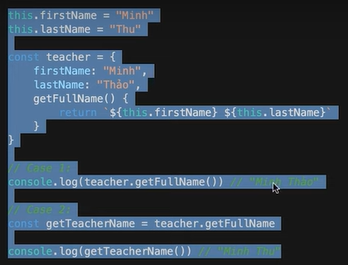 this.firstName = "Minh"
this.lastName = "Thu"
const teacher = {
firstName: "Minh",
lastName: "Thảo",
getFullName() {
return `${this.firstName} ${this.lastName}`
}
}
// Case 1:
console.log(teacher.getFullName()) // "Minh Thảo"
// Case 2:
const getTeacherName = teacher.getFullName
console.log(getTeacherName()) // "Minh Thu"